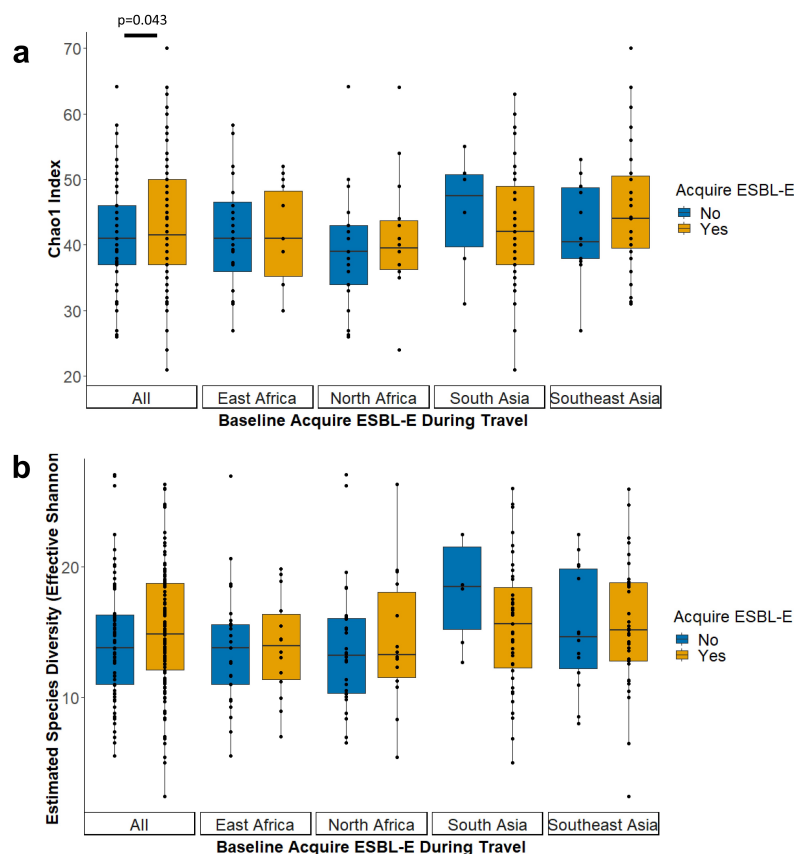 p=0.043
a
70
60
50
40
30
20
Chao1 Index
All East Africa North Africa South Asia Southeast Asia
Baseline Acquire ESBL-E During Travel
Acquire ESBL-E
No
Yes
b
20
10
Estimated Species Diversity (Effective Shannon
All East Africa North Africa South Asia Southeast Asia
Baseline Acquire ESBL-E During Travel
Acquire ESBL-E
No
Yes